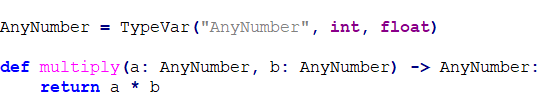 AnyNumber = TypeVar("AnyNumber", int, float)
def multiply(a: AnyNumber, b: AnyNumber) -> AnyNumber:
    return a * b